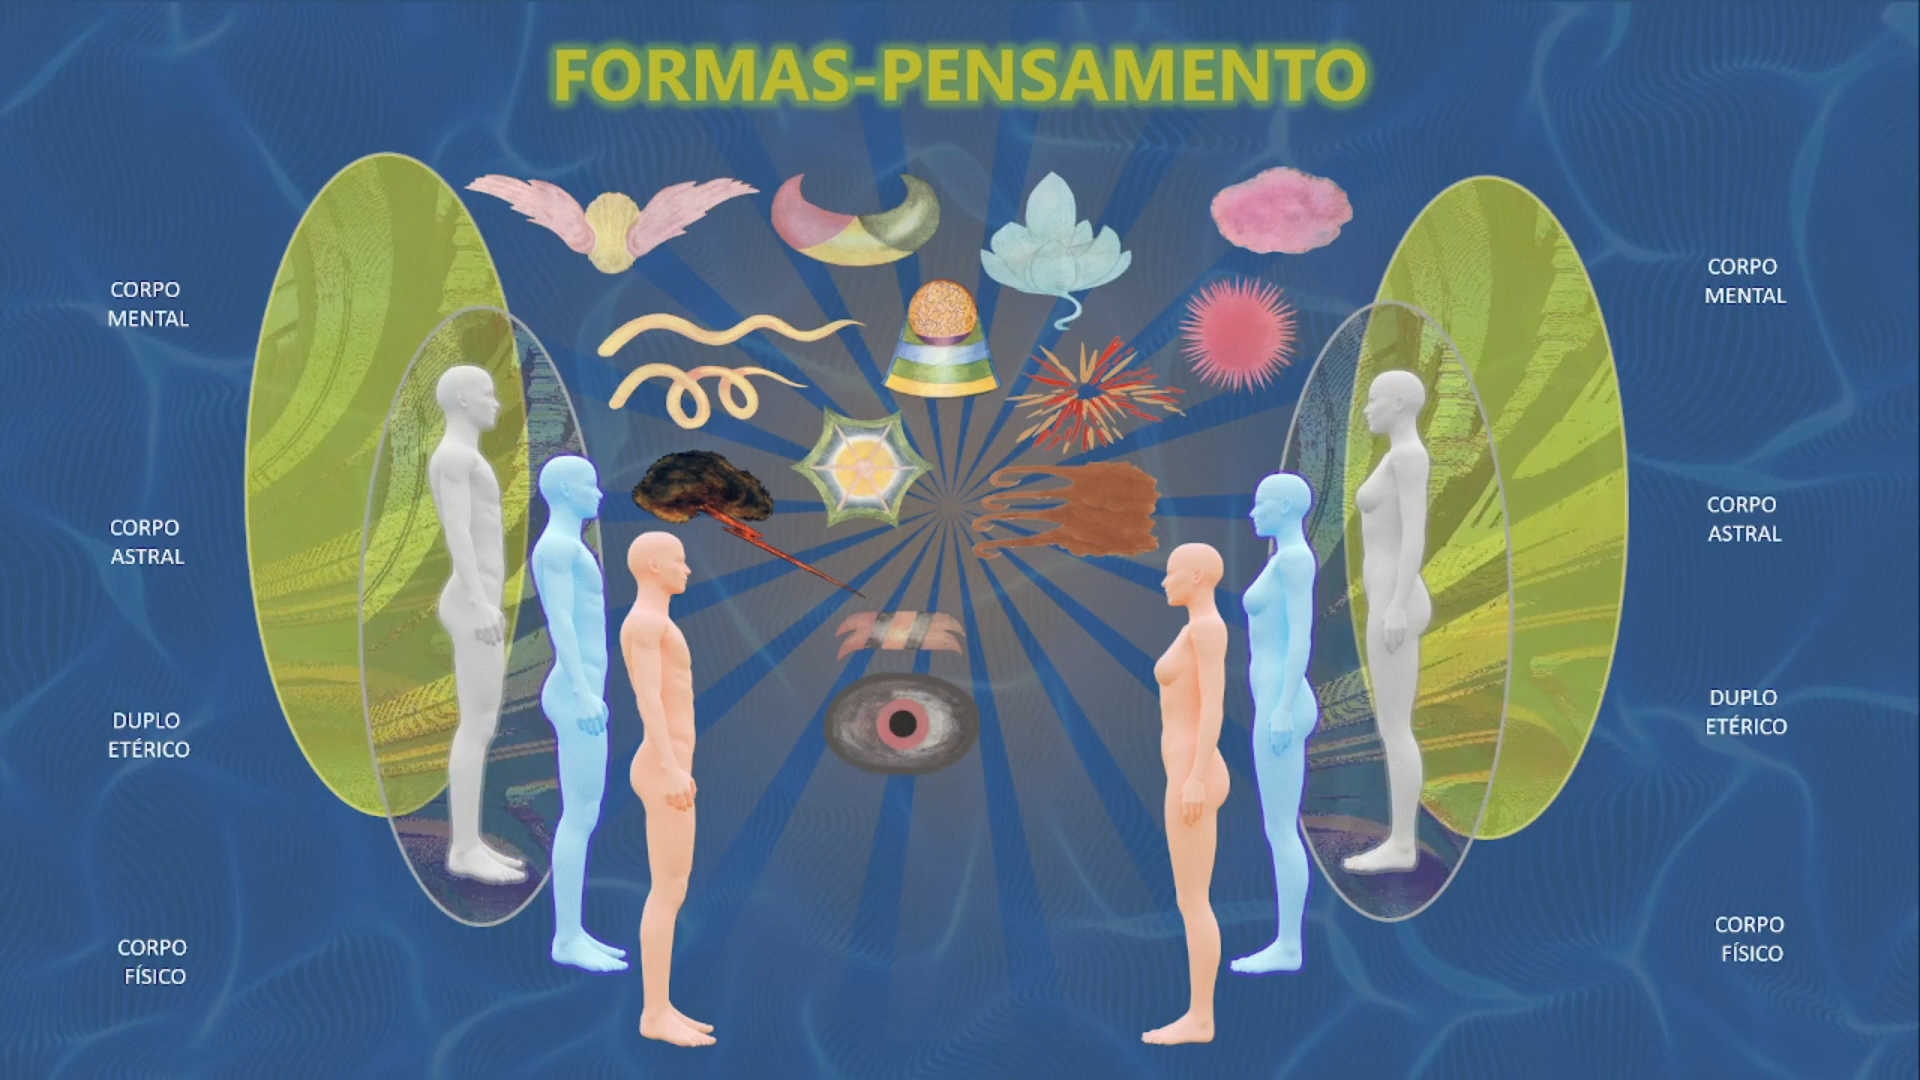 FORMAS-PENSAMENTO
CORPO
MENTAL
CORPO
ASTRAL
DUPLO
ETÉRICO
CORPO
FÍSICO
CORPO
MENTAL
CORPO
ASTRAL
DUPLO
ETÉRICO
CORPO
FÍSICO